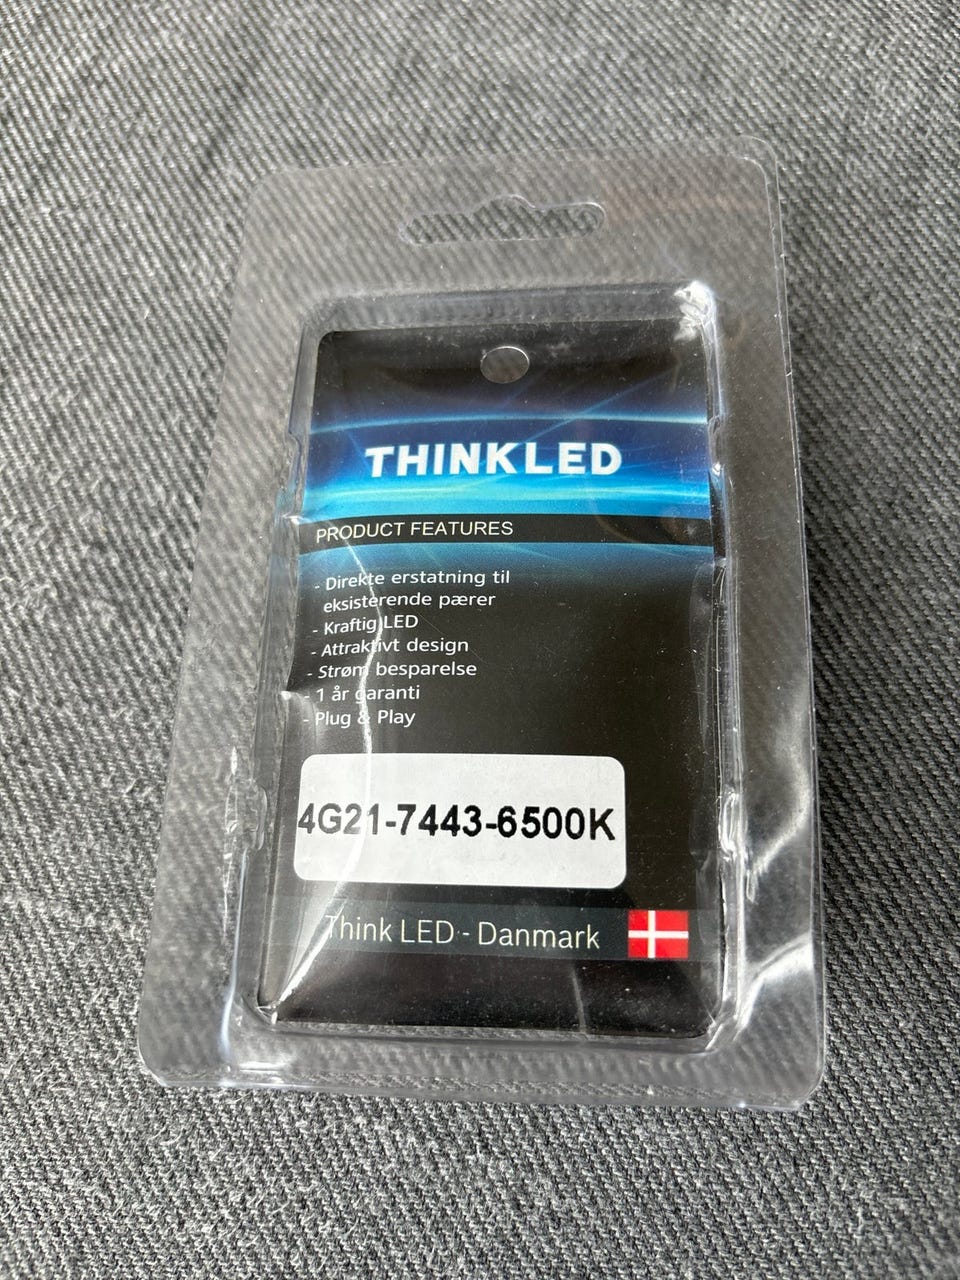 THINKLED
PRODUCT FEATURES
- Direkte erstatning til
eksisterende pærer
- Kraftig LED
- Attraktivt design
- Strøm besparelse
- 1 år garanti
- Plug & Play
4G21-7443-6500K
Think LED - Danmark